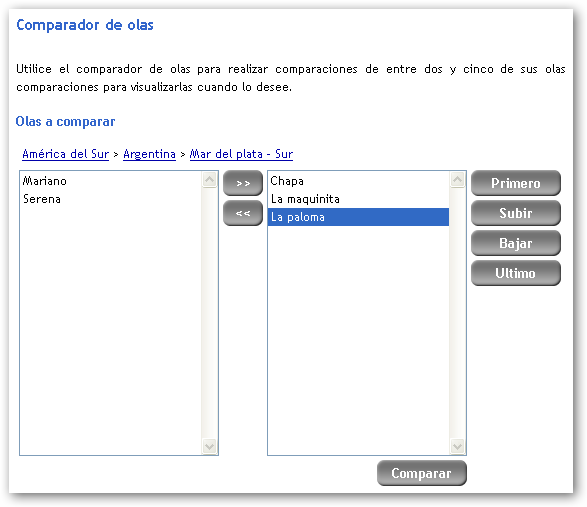 Comparador de olas
Utilice el comparador de olas para realizar comparaciones de entre dos y cinco de sus olas
comparaciones para visualizarlas cuando lo desee.
Olas a comparar
América del Sur > Argentina > Mar del plata - Sur
Mariano
Serena
>>
<<
Chapa
La maquinita
La paloma
Primero
Subir
Bajar
Ultimo
Comparar